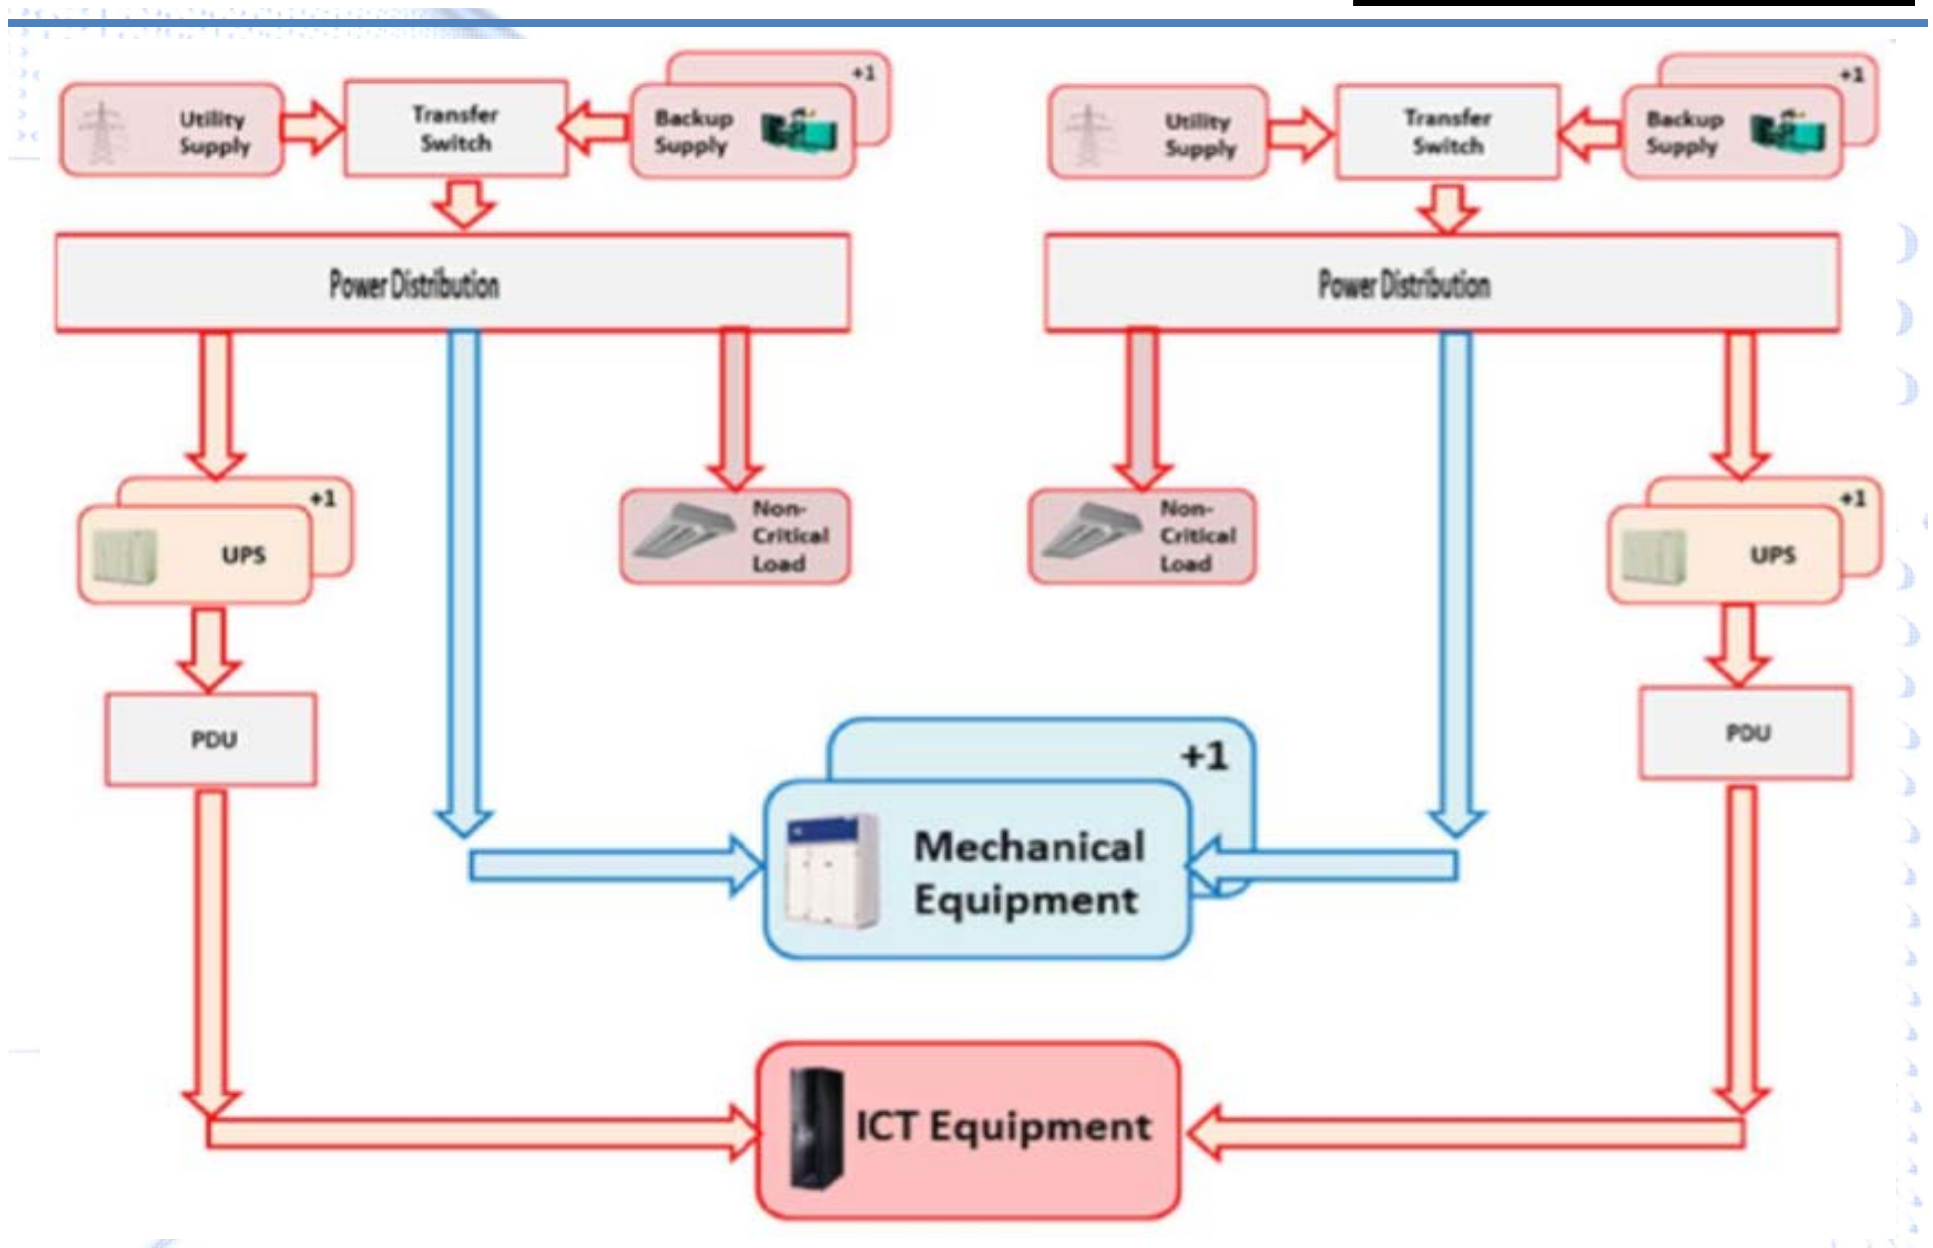 +1
Utility
Supply
Transfer
Switch
Backup
Supply
+1
Utility
Supply
Transfer
Switch
Backup
Supply
Power Distribution
Power Distribution
+1
UPS
Non-
Critical
Load
Non-
Critical
Load
+1
UPS
PDU
PDU
+1
Mechanical
Equipment
ICT Equipment